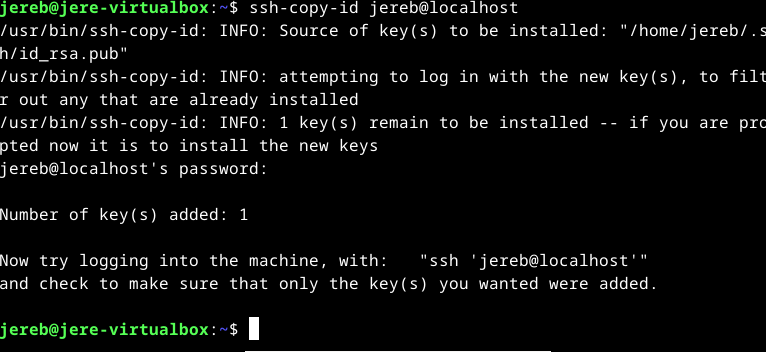 jereb@jere-virtualbox:~$ ssh-copy-id jereb@localhost
/usr/bin/ssh-copy-id: INFO: Source of key(s) to be installed: "/home/jereb/.s
h/id_rsa.pub"
/usr/bin/ssh-copy-id: INFO: attempting to log in with the new key(s), to filt
r out any that are already installed
/usr/bin/ssh-copy-id: INFO: 1 key(s) remain to be installed -- if you are pro
pted now it is to install the new keys
jereb@localhost's password:
Number of key(s) added: 1
Now try logging into the machine, with:   "ssh 'jereb@localhost'"
and check to make sure that only the key(s) you wanted were added.
jereb@jere-virtualbox:~$